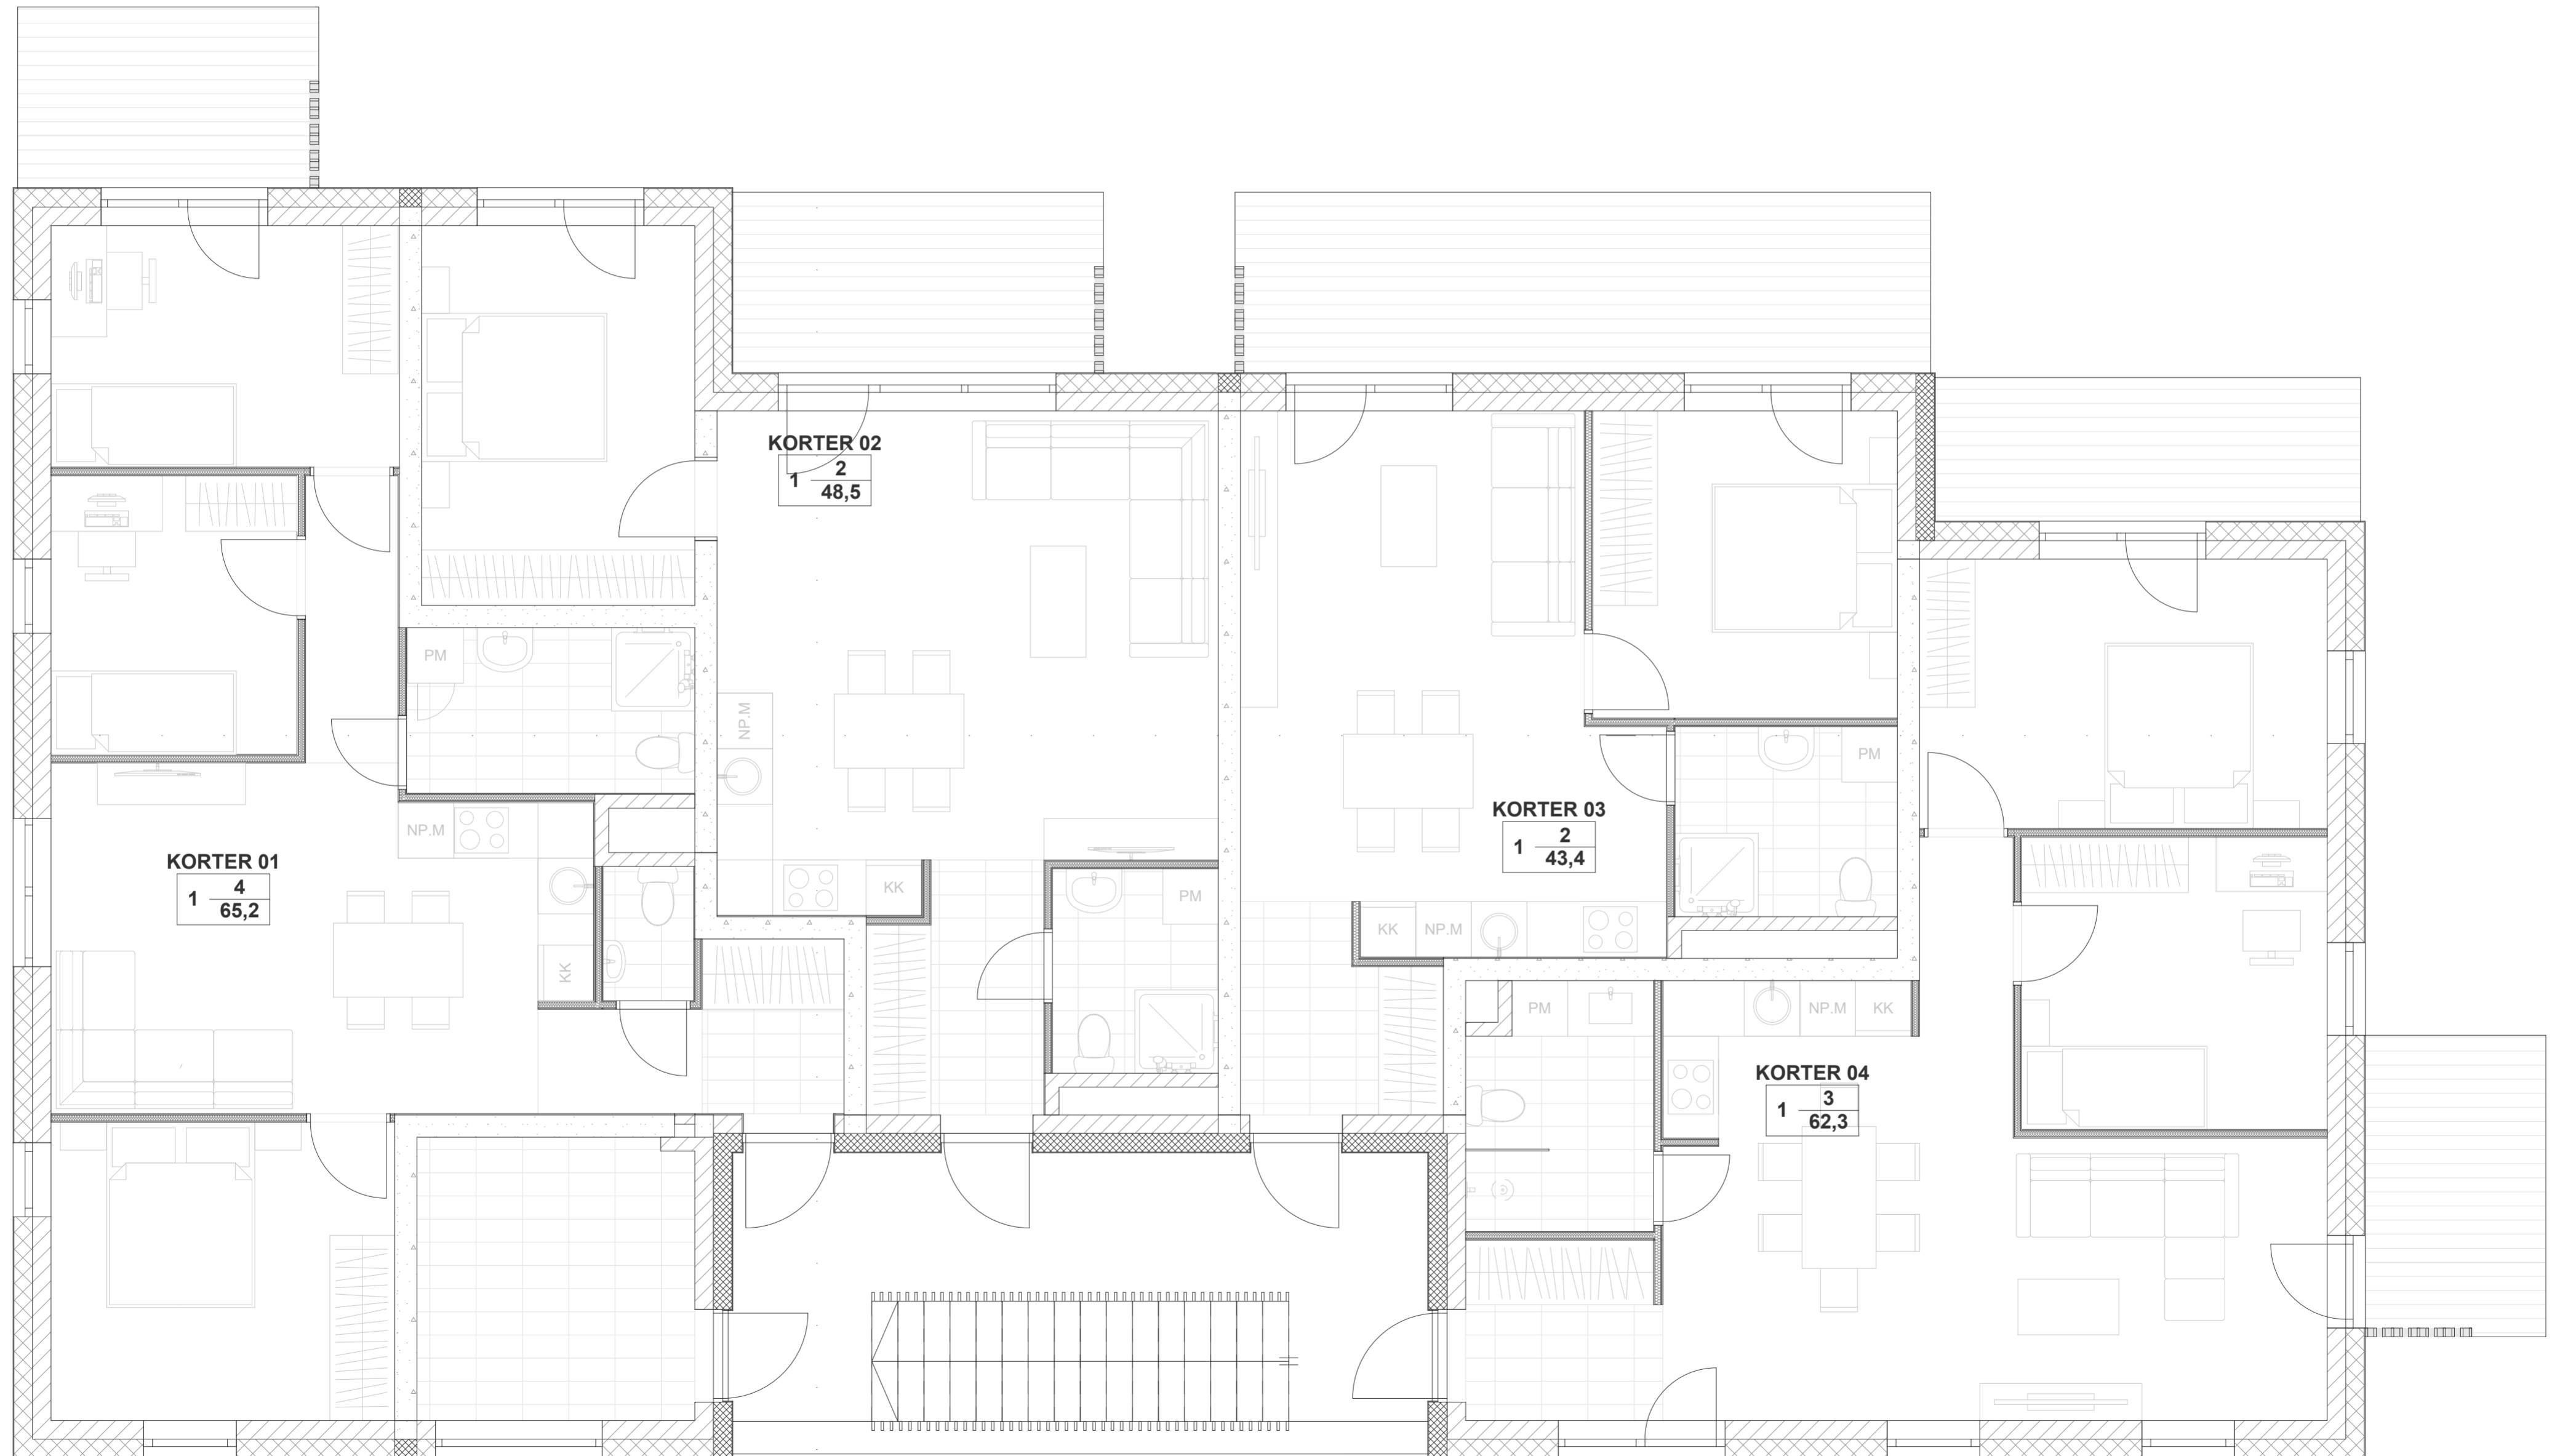 KORTER 02
1 2
48,5
PM
NP.M
KORTER 03
1 2
43,4
PM
NP.M
KORTER 01
1 4
65,2
KK
PM
KK
KK
NP.M
PM
NP.M
KK
KORTER 04
1 3
62,3